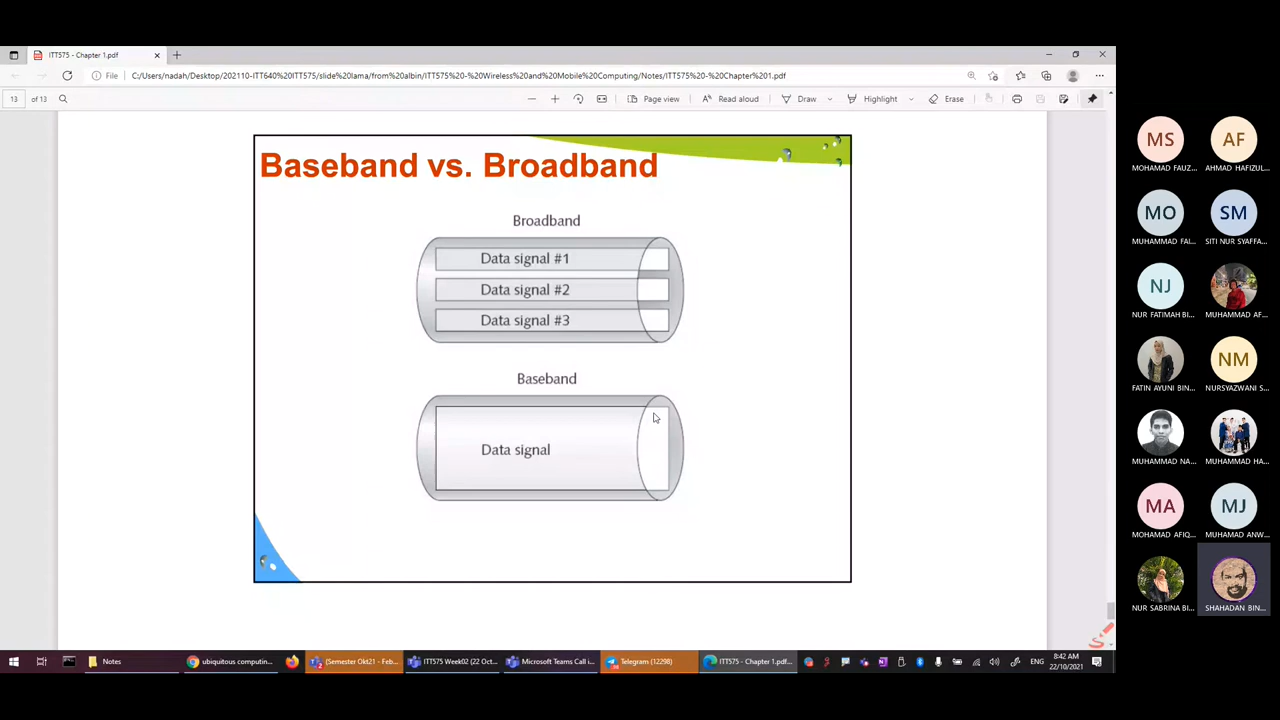 ITT575 - Chapter 1.pdf
File
C:/Users/nadah/Desktop/202110-ITT640%20ITT575/slide%20lama/from%20albin/ITT575%20-%20Wireless%20and%20Mobile%20Computing/Notes/ITT575%20-%20Chapter%201.pdf
13 of 13
Page view
Read aloud
Draw
Highlight
Erase
Baseband vs. Broadband
Broadband
Data signal #1
Data signal #2
Data signal #3
Baseband
Data signal
MS
AF
MOHAMAD FAUZ...
AHMAD HAFIZUL...
MO
SM
MUHAMMAD FAI...
SITI NUR SYAFFA...
NJ
NUR FATIMAH BI...
MUHAMMAD AF...
NM
FATIN AYUNI BIN...
NURSYAZWANI S...
MUHAMMAD NA...
MUHAMMAD HA...
MA
MJ
MOHAMAD AFIQ...
MUHAMAD ANW...
NUR SABRINA BI...
SHAHADAN BIN...
Notes
ubiquitous computin...
(Semester Okt21 - Feb...
ITT575 Week02 (22 Oct...
Microsoft Teams Call i...
Telegram (12298)
ITT575 - Chapter 1.pdf...
ENG
8:42 AM
22/10/2021